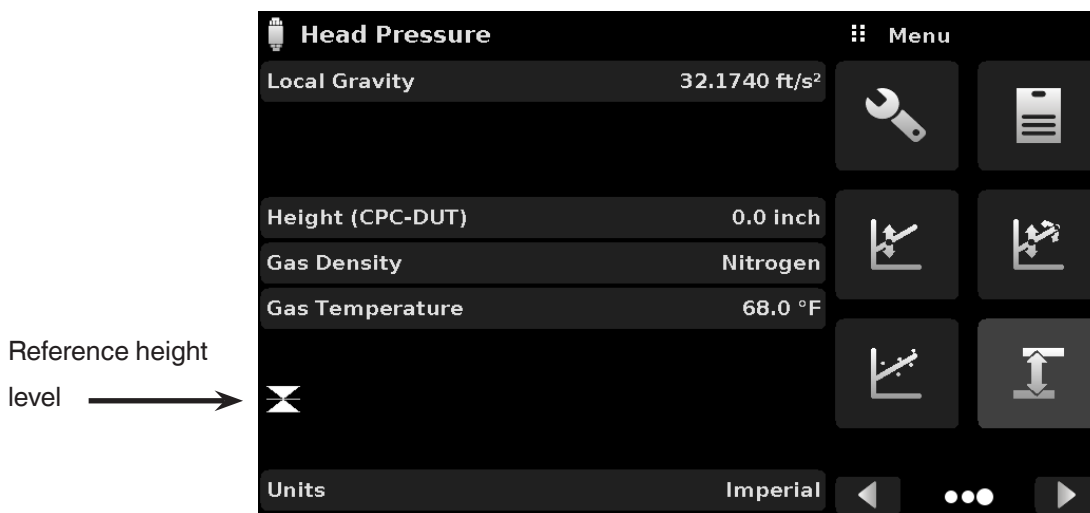 Head Pressure
Menu
Local Gravity 32.1740 ft/s²
Height (CPC-DUT) 0.0 inch
Gas Density Nitrogen
Gas Temperature 68.0 °F
Reference height
level
Units Imperial